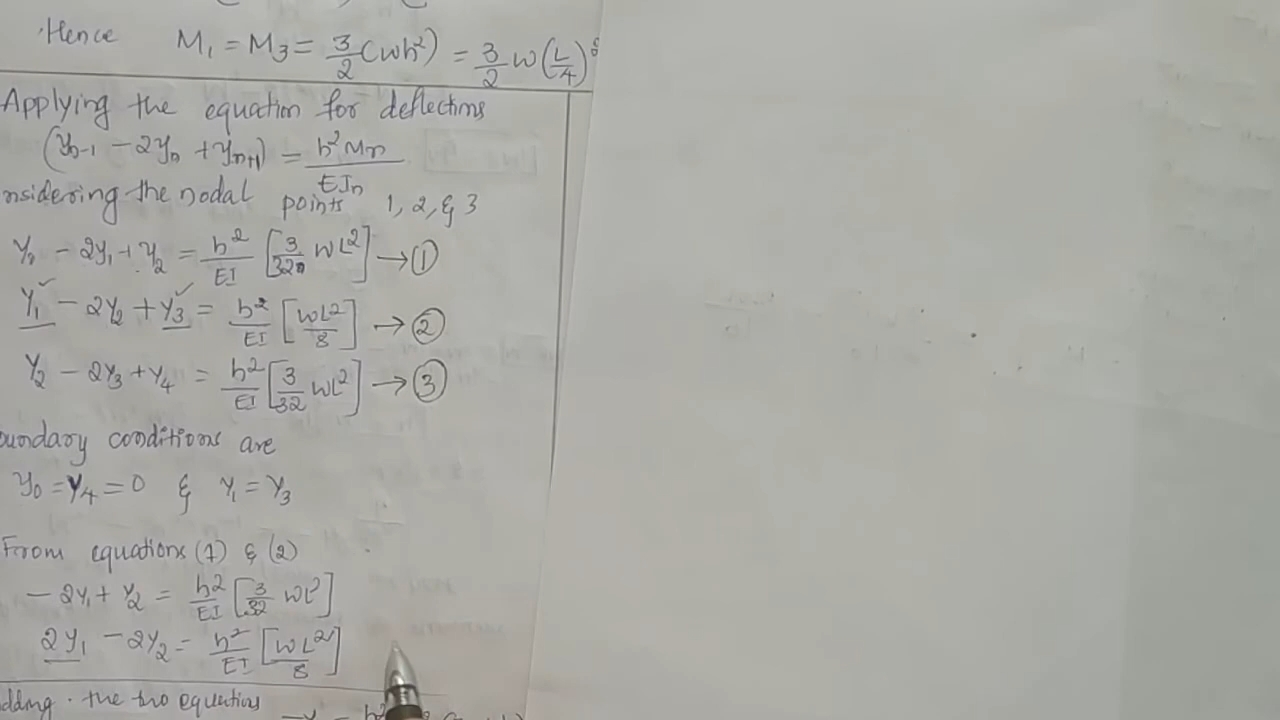 Hence M₁ = M₃ = 3/2 (wh²) = 3/2 w(L/4)
Applying the equation for deflections
(yₙ₋₁ − 2yₙ + yₙ₊₁) = h² Mₙ / EIₙ
nsidering the nodal points 1, 2, & 3
y₀ − 2y₁ + y₂ = h²/EI [3/32 WL²] → ①
Y₁ − 2Y₂ + Y₃ = h²/EI [WL²/8] → ②
Y₂ − 2Y₃ + Y₄ = h²/EI [3/32 WL²] → ③
oundary conditions are
y₀ = Y₄ = 0 & Y₁ = Y₃
From equations (1) & (2)
− 2Y₁ + Y₂ = h²/EI [3/32 WL²]
2Y₁ − 2Y₂ = h²/EI [WL²/8]
dding the two equations